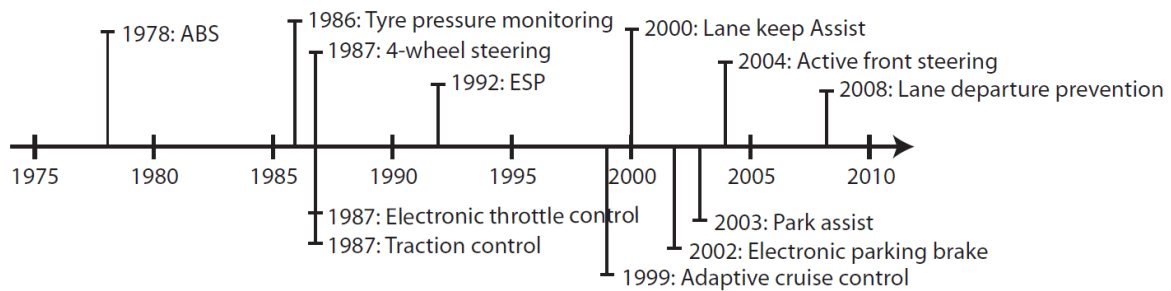 1978: ABS
1986: Tyre pressure monitoring
1987: 4-wheel steering
1992: ESP
2000: Lane keep Assist
2004: Active front steering
2008: Lane departure prevention
1975
1980
1985
1990
1995
2000
2005
2010
1987: Electronic throttle control
1987: Traction control
2003: Park assist
2002: Electronic parking brake
1999: Adaptive cruise control